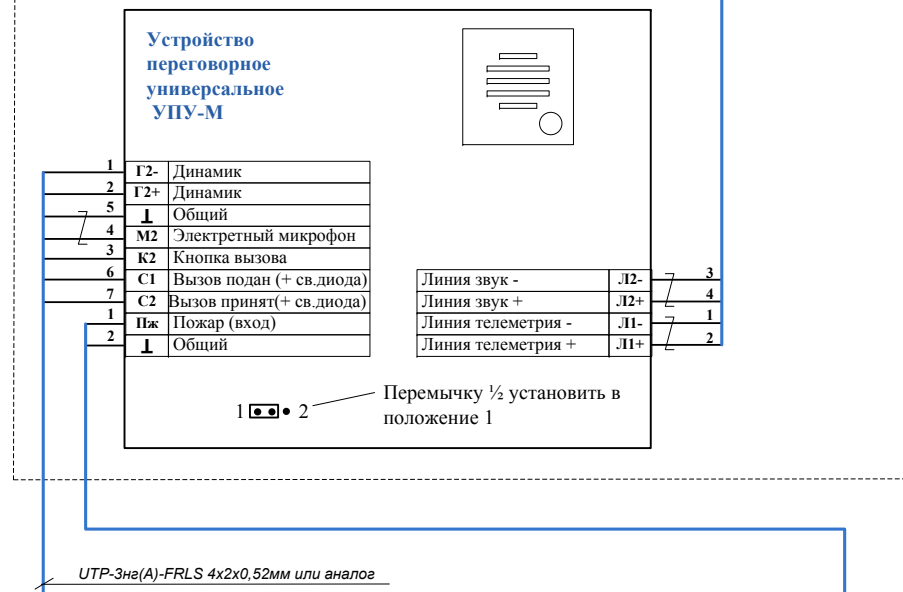 Устройство
переговорное
универсальное
УПУ-М
1 Г2- Динамик
2 Г2+ Динамик
5 ⊥ Общий
4 М2 Электретный микрофон
3 К2 Кнопка вызова
6 С1 Вызов подан (+ св.диода)
7 С2 Вызов принят(+ св.диода)
1 Пж Пожар (вход)
2 ⊥ Общий
Линия звук - Л2- 3
Линия звук + Л2+ 4
Линия телеметрия - Л1- 1
Линия телеметрия + Л1+ 2
1 2
Перемычку ½ установить в
положение 1
UTP-3нг(А)-FRLS 4х2х0,52мм или аналог